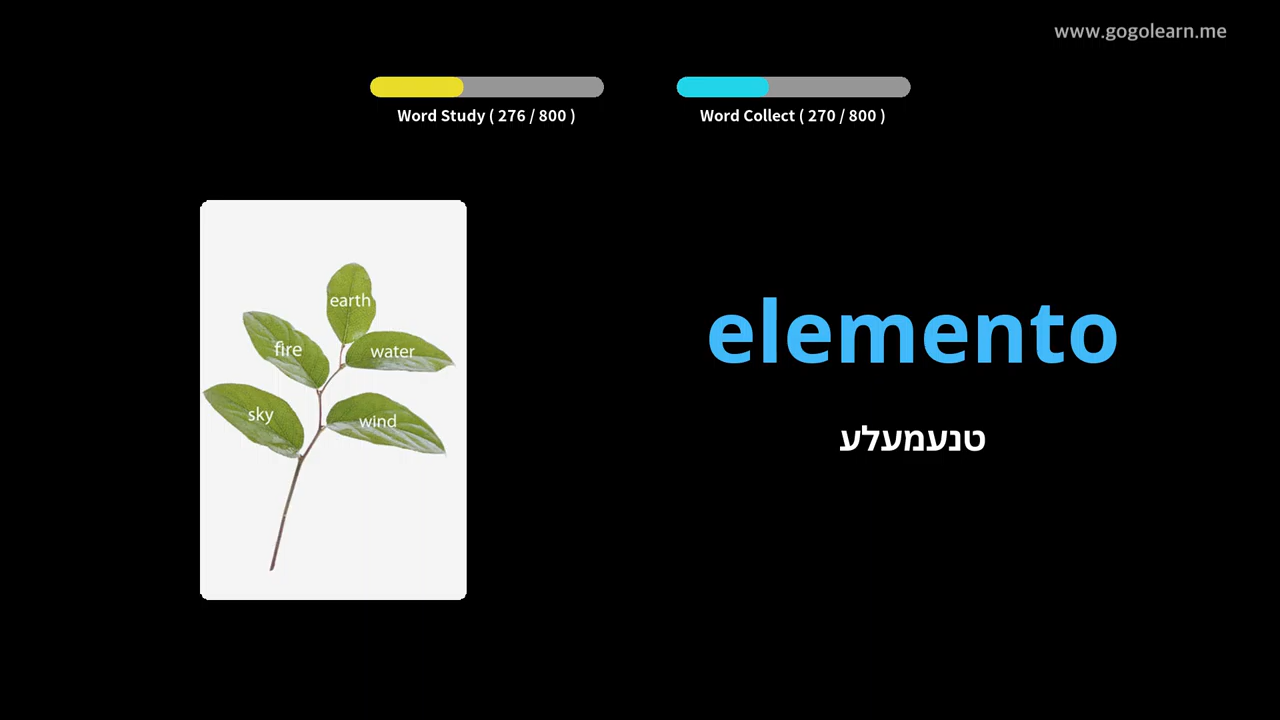 www.gogolearn.me
Word Study ( 276 / 800 )
Word Collect ( 270 / 800 )
earth
fire
water
sky
wind
elemento
טנעמעלע